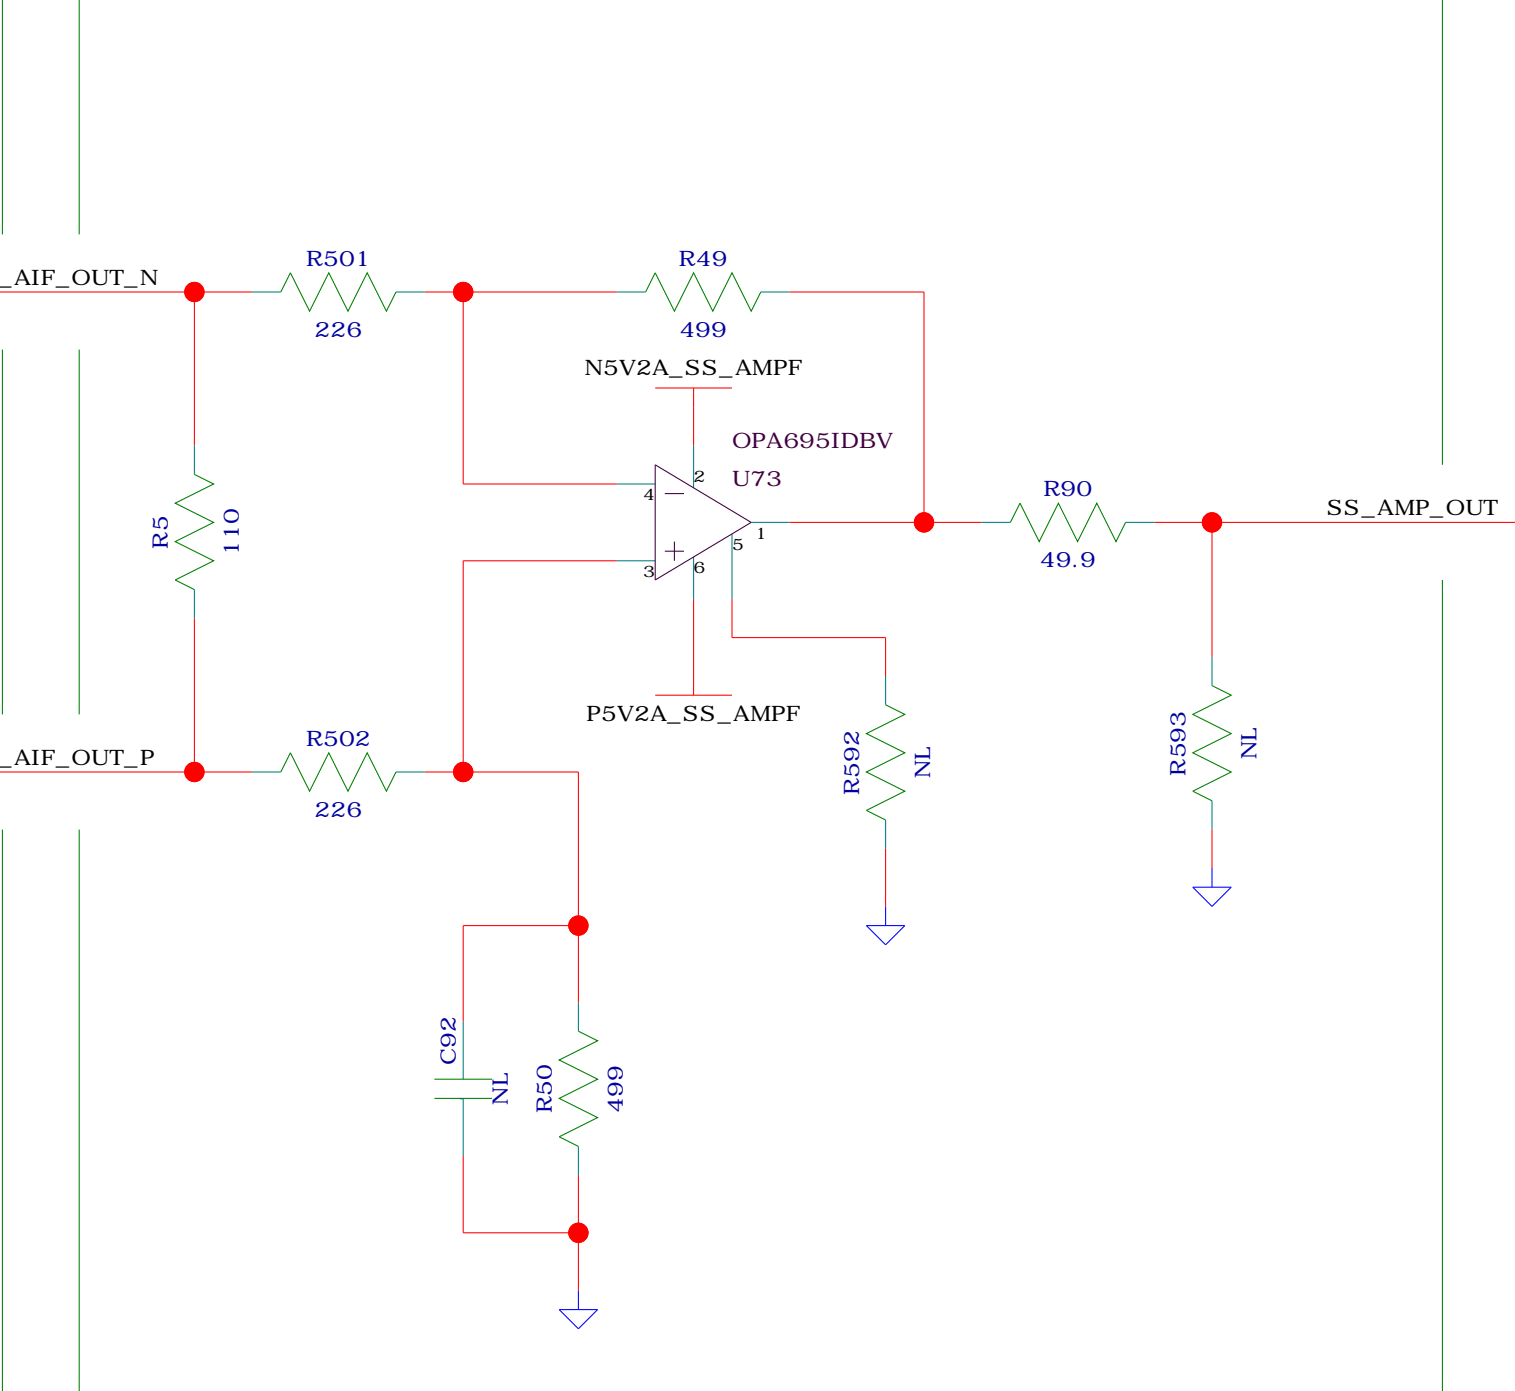 _AIF_OUT_N
R501
226
R49
499
N5V2A_SS_AMPF
OPA695IDBV
U73
2
4
1
5
3
6
R5
110
R90
49.9
SS_AMP_OUT
P5V2A_SS_AMPF
_AIF_OUT_P
R502
226
R592
NL
R593
NL
C92
NL
R50
499